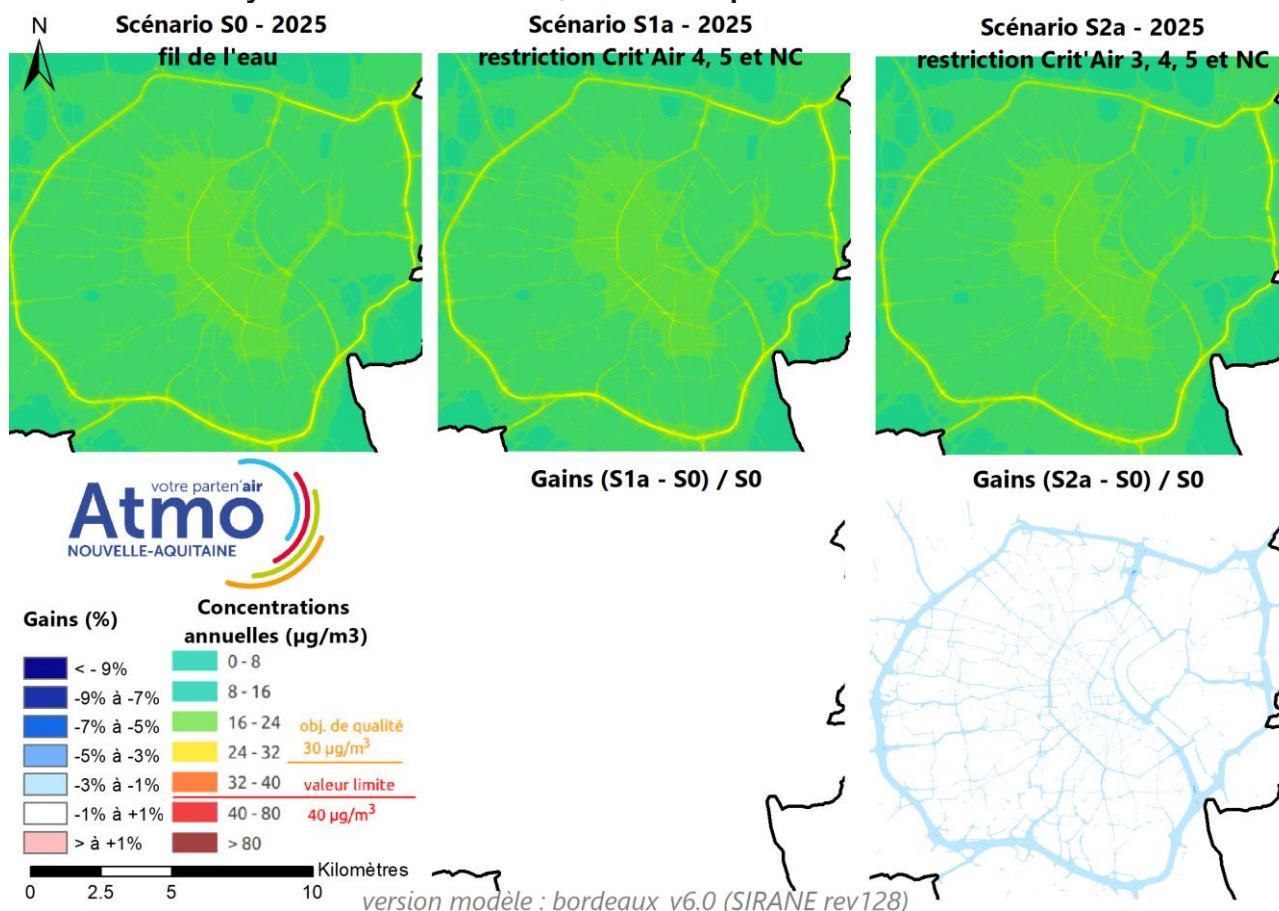 Scénario S0 - 2025
fil de l'eau
Scénario S1a - 2025
restriction Crit'Air 4, 5 et NC
Scénario S2a - 2025
restriction Crit'Air 3, 4, 5 et NC
N
votre parten'air
Atmo
NOUVELLE-AQUITAINE
Gains (S1a - S0) / S0
Gains (S2a - S0) / S0
Gains (%)
< - 9%
-9% à -7%
-7% à -5%
-5% à -3%
-3% à -1%
-1% à +1%
> à +1%
Concentrations
annuelles (µg/m3)
0 - 8
8 - 16
16 - 24
24 - 32
32 - 40
40 - 80
> 80
obj. de qualité
30 µg/m³
valeur limite
40 µg/m³
Kilomètres
0 2.5 5 10
version modèle : bordeaux_v6.0 (SIRANE rev128)